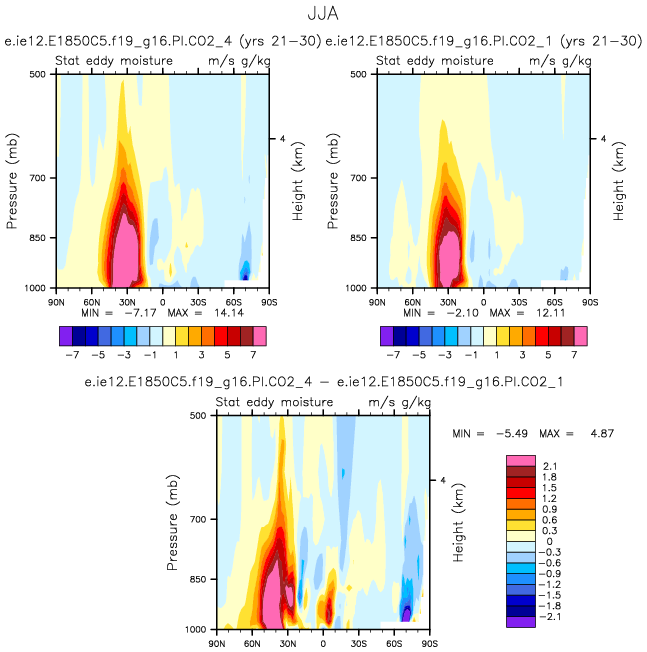 JJA
e.ie12.E1850C5.f19_g16.PI.CO2_4 (yrs 21-30) e.ie12.E1850C5.f19_g16.PI.CO2_1 (yrs 21-30)
Stat eddy moisture m/s g/kg Stat eddy moisture m/s g/kg
500 500
4 4
Pressure (mb) Height (km) Pressure (mb) Height (km)
700 700
850 850
1000 1000
90N 60N 30N 0 30S 60S 90S 90N 60N 30N 0 30S 60S 90S
MIN = -7.17 MAX = 14.14 MIN = -2.10 MAX = 12.11
-7 -5 -3 -1 1 3 5 7 -7 -5 -3 -1 1 3 5 7
e.ie12.E1850C5.f19_g16.PI.CO2_4 - e.ie12.E1850C5.f19_g16.PI.CO2_1
Stat eddy moisture m/s g/kg
500
MIN = -5.49 MAX = 4.87
4
Pressure (mb) Height (km)
700
850
1000
90N 60N 30N 0 30S 60S 90S
2.1
1.8
1.5
1.2
0.9
0.6
0.3
0
-0.3
-0.6
-0.9
-1.2
-1.5
-1.8
-2.1